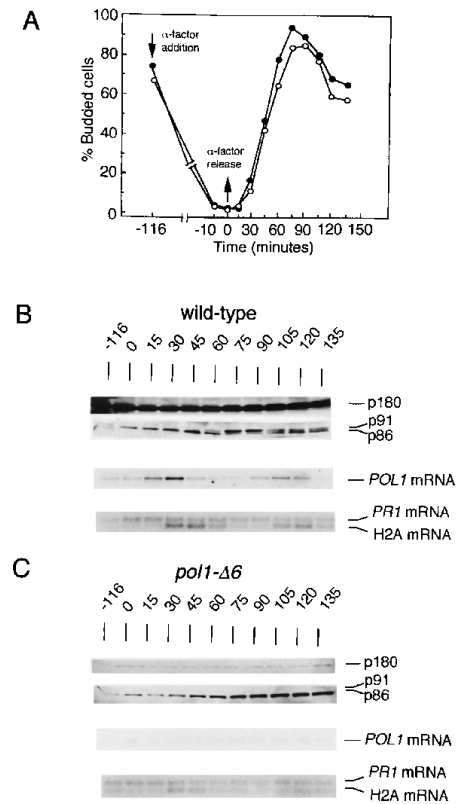 A
% Budded cells
100
80
60
40
20
0
α-factor
addition
α-factor
release
-116
-10
0
30
60
90
120
150
Time (minutes)
B
wild-type
-116 0 15 30 45 60 75 90 105 120 135
p180
p91
p86
POL1 mRNA
PR1 mRNA
H2A mRNA
C
pol1-Δ6
-116 0 15 30 45 60 75 90 105 120 135
p180
p91
p86
POL1 mRNA
PR1 mRNA
H2A mRNA